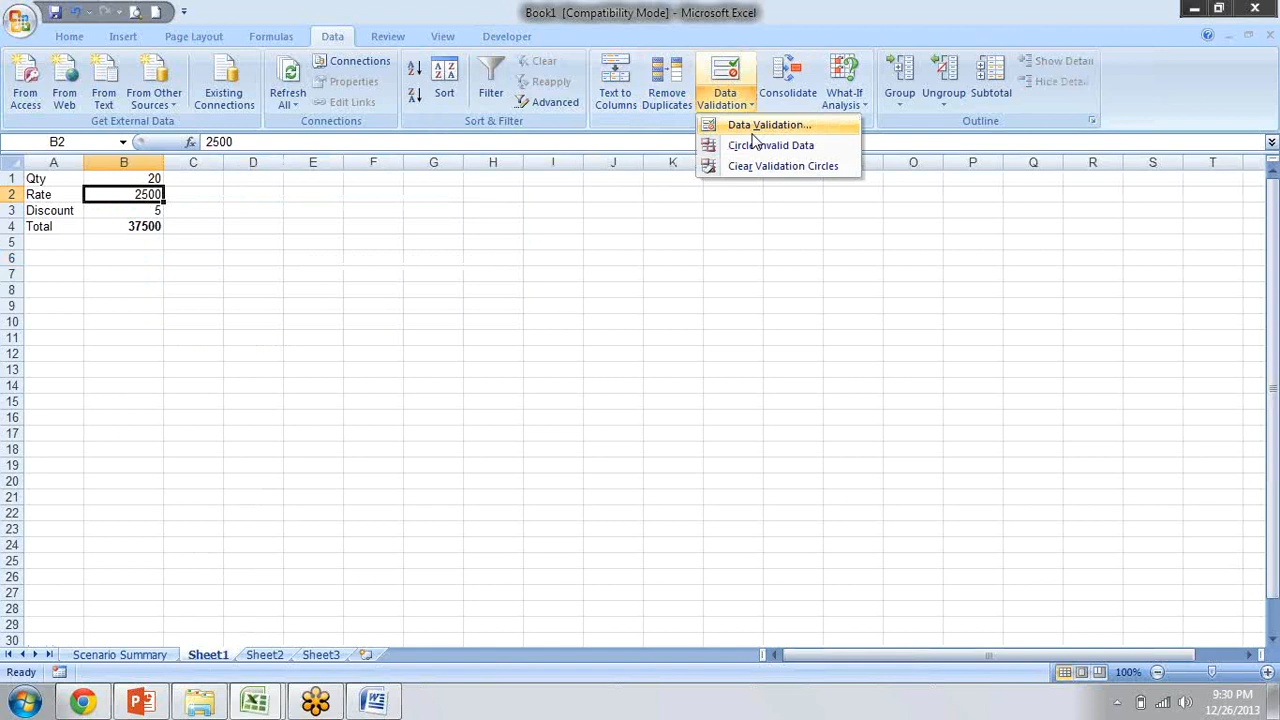 Book1 [Compatibility Mode] - Microsoft Excel
Home Insert Page Layout Formulas Data Review View Developer
From Access
From Web
From Text
From Other Sources
Existing Connections
Get External Data
Refresh All
Connections
Properties
Edit Links
Connections
Sort
Filter
Clear
Reapply
Advanced
Sort & Filter
Text to Columns
Remove Duplicates
Data Validation
Consolidate
What-If Analysis
Group
Ungroup
Subtotal
Show Detail
Hide Detail
Outline
Data Validation...
Circle Invalid Data
Clear Validation Circles
B2 fx 2500
A B C D E F G H I J K O P Q R S T
1 Qty 20
2 Rate 2500
3 Discount 5
4 Total 37500
5
6
7
8
9
10
11
12
13
14
15
16
17
18
19
20
21
22
23
24
25
26
27
28
29
30
Scenario Summary Sheet1 Sheet2 Sheet3
Ready 100%
9:30 PM
12/26/2013